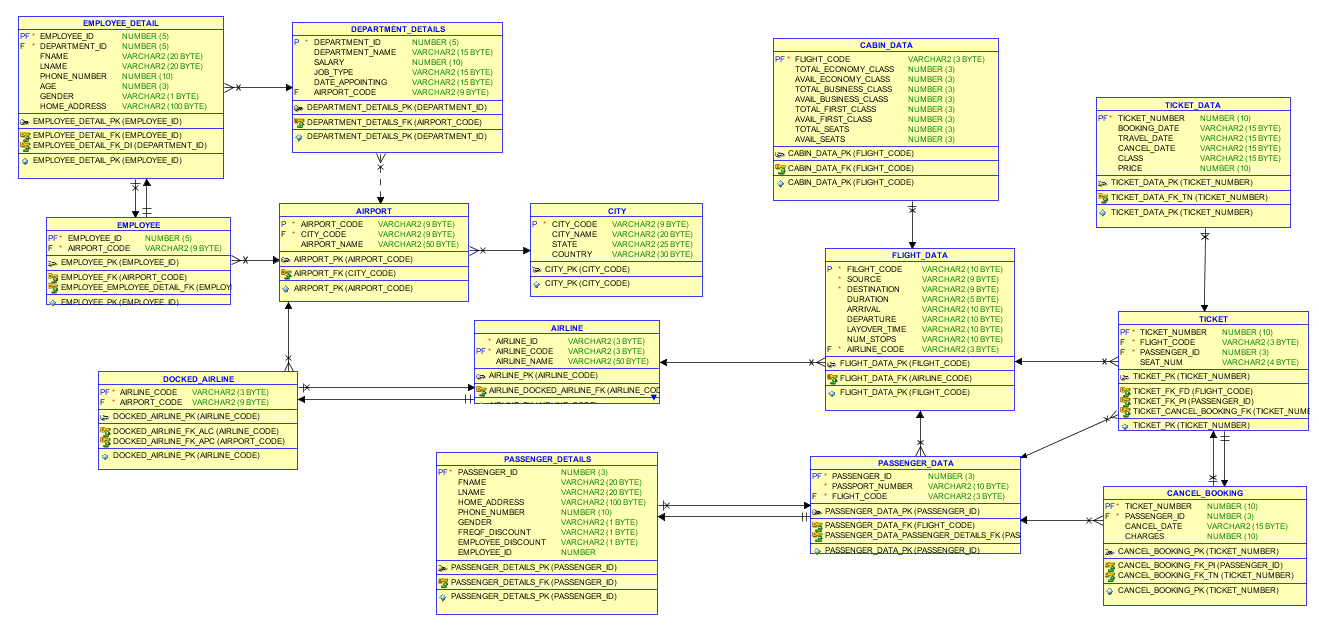 EMPLOYEE_DETAIL
PF * EMPLOYEE_ID NUMBER (5)
F * DEPARTMENT_ID NUMBER (5)
FNAME VARCHAR2 (20 BYTE)
LNAME VARCHAR2 (20 BYTE)
PHONE_NUMBER NUMBER (10)
AGE NUMBER (3)
GENDER VARCHAR2 (1 BYTE)
HOME_ADDRESS VARCHAR2 (100 BYTE)
EMPLOYEE_DETAIL_PK (EMPLOYEE_ID)
EMPLOYEE_DETAIL_FK (EMPLOYEE_ID)
EMPLOYEE_DETAIL_FK_DI (DEPARTMENT_ID)
EMPLOYEE_DETAIL_PK (EMPLOYEE_ID)
DEPARTMENT_DETAILS
P * DEPARTMENT_ID NUMBER (5)
DEPARTMENT_NAME VARCHAR2 (15 BYTE)
SALARY NUMBER (10)
JOB_TYPE VARCHAR2 (15 BYTE)
DATE_APPOINTING VARCHAR2 (15 BYTE)
F AIRPORT_CODE VARCHAR2 (9 BYTE)
DEPARTMENT_DETAILS_PK (DEPARTMENT_ID)
DEPARTMENT_DETAILS_FK (AIRPORT_CODE)
DEPARTMENT_DETAILS_PK (DEPARTMENT_ID)
CABIN_DATA
PF * FLIGHT_CODE VARCHAR2 (3 BYTE)
TOTAL_ECONOMY_CLASS NUMBER (3)
AVAIL_ECONOMY_CLASS NUMBER (3)
TOTAL_BUSINESS_CLASS NUMBER (3)
AVAIL_BUSINESS_CLASS NUMBER (3)
TOTAL_FIRST_CLASS NUMBER (3)
AVAIL_FIRST_CLASS NUMBER (3)
TOTAL_SEATS NUMBER (3)
AVAIL_SEATS NUMBER (3)
CABIN_DATA_PK (FLIGHT_CODE)
CABIN_DATA_FK (FLIGHT_CODE)
CABIN_DATA_PK (FLIGHT_CODE)
TICKET_DATA
PF * TICKET_NUMBER NUMBER (10)
BOOKING_DATE VARCHAR2 (15 BYTE)
TRAVEL_DATE VARCHAR2 (15 BYTE)
CANCEL_DATE VARCHAR2 (15 BYTE)
CLASS VARCHAR2 (15 BYTE)
PRICE NUMBER (10)
TICKET_DATA_PK (TICKET_NUMBER)
TICKET_DATA_FK_TN (TICKET_NUMBER)
TICKET_DATA_PK (TICKET_NUMBER)
EMPLOYEE
PF * EMPLOYEE_ID NUMBER (5)
F * AIRPORT_CODE VARCHAR2 (9 BYTE)
EMPLOYEE_PK (EMPLOYEE_ID)
EMPLOYEE_FK (AIRPORT_CODE)
EMPLOYEE_EMPLOYEE_DETAIL_FK (EMPLOY
EMPLOYEE_PK (EMPLOYEE_ID)
AIRPORT
P * AIRPORT_CODE VARCHAR2 (9 BYTE)
F * CITY_CODE VARCHAR2 (9 BYTE)
AIRPORT_NAME VARCHAR2 (50 BYTE)
AIRPORT_PK (AIRPORT_CODE)
AIRPORT_FK (CITY_CODE)
AIRPORT_PK (AIRPORT_CODE)
CITY
P * CITY_CODE VARCHAR2 (9 BYTE)
CITY_NAME VARCHAR2 (20 BYTE)
STATE VARCHAR2 (25 BYTE)
COUNTRY VARCHAR2 (30 BYTE)
CITY_PK (CITY_CODE)
CITY_PK (CITY_CODE)
FLIGHT_DATA
P * FILGHT_CODE VARCHAR2 (10 BYTE)
* SOURCE VARCHAR2 (9 BYTE)
* DESTINATION VARCHAR2 (9 BYTE)
DURATION VARCHAR2 (5 BYTE)
ARRIVAL VARCHAR2 (10 BYTE)
DEPARTURE VARCHAR2 (10 BYTE)
LAYOVER_TIME VARCHAR2 (10 BYTE)
NUM_STOPS VARCHAR2 (10 BYTE)
F * AIRLINE_CODE VARCHAR2 (3 BYTE)
FLIGHT_DATA_PK (FILGHT_CODE)
FLIGHT_DATA_FK (AIRLINE_CODE)
FLIGHT_DATA_PK (FILGHT_CODE)
TICKET
PF * TICKET_NUMBER NUMBER (10)
F * FLIGHT_CODE VARCHAR2 (3 BYTE)
F * PASSENGER_ID NUMBER (3)
SEAT_NUM VARCHAR2 (4 BYTE)
TICKET_PK (TICKET_NUMBER)
TICKET_FK_FD (FLIGHT_CODE)
TICKET_FK_PI (PASSENGER_ID)
TICKET_CANCEL_BOOKING_FK (TICKET_NUME
TICKET_PK (TICKET_NUMBER)
AIRLINE
* AIRLINE_ID VARCHAR2 (3 BYTE)
PF * AIRLINE_CODE VARCHAR2 (3 BYTE)
AIRLINE_NAME VARCHAR2 (50 BYTE)
AIRLINE_PK (AIRLINE_CODE)
AIRLINE_DOCKED_AIRLINE_FK (AIRLINE_COD
DOCKED_AIRLINE
PF * AIRLINE_CODE VARCHAR2 (3 BYTE)
F * AIRPORT_CODE VARCHAR2 (9 BYTE)
DOCKED_AIRLINE_PK (AIRLINE_CODE)
DOCKED_AIRLINE_FK_ALC (AIRLINE_CODE)
DOCKED_AIRLINE_FK_APC (AIRPORT_CODE)
DOCKED_AIRLINE_PK (AIRLINE_CODE)
PASSENGER_DETAILS
PF * PASSENGER_ID NUMBER (3)
FNAME VARCHAR2 (20 BYTE)
LNAME VARCHAR2 (20 BYTE)
HOME_ADDRESS VARCHAR2 (100 BYTE)
PHONE_NUMBER NUMBER (10)
GENDER VARCHAR2 (1 BYTE)
FREQF_DISCOUNT VARCHAR2 (1 BYTE)
EMPLOYEE_DISCOUNT VARCHAR2 (1 BYTE)
EMPLOYEE_ID NUMBER
PASSENGER_DETAILS_PK (PASSENGER_ID)
PASSENGER_DETAILS_FK (PASSENGER_ID)
PASSENGER_DETAILS_PK (PASSENGER_ID)
PASSENGER_DATA
PF * PASSENGER_ID NUMBER (3)
* PASSPORT_NUMBER VARCHAR2 (10 BYTE)
F * FLIGHT_CODE VARCHAR2 (3 BYTE)
PASSENGER_DATA_PK (PASSENGER_ID)
PASSENGER_DATA_FK (FLIGHT_CODE)
PASSENGER_DATA_PASSENGER_DETAILS_FK (PAS
PASSENGER_DATA_PK (PASSENGER_ID)
CANCEL_BOOKING
PF * TICKET_NUMBER NUMBER (10)
F * PASSENGER_ID NUMBER (3)
CANCEL_DATE VARCHAR2 (15 BYTE)
CHARGES NUMBER (10)
CANCEL_BOOKING_PK (TICKET_NUMBER)
CANCEL_BOOKING_FK_PI (PASSENGER_ID)
CANCEL_BOOKING_FK_TN (TICKET_NUMBER)
CANCEL_BOOKING_PK (TICKET_NUMBER)